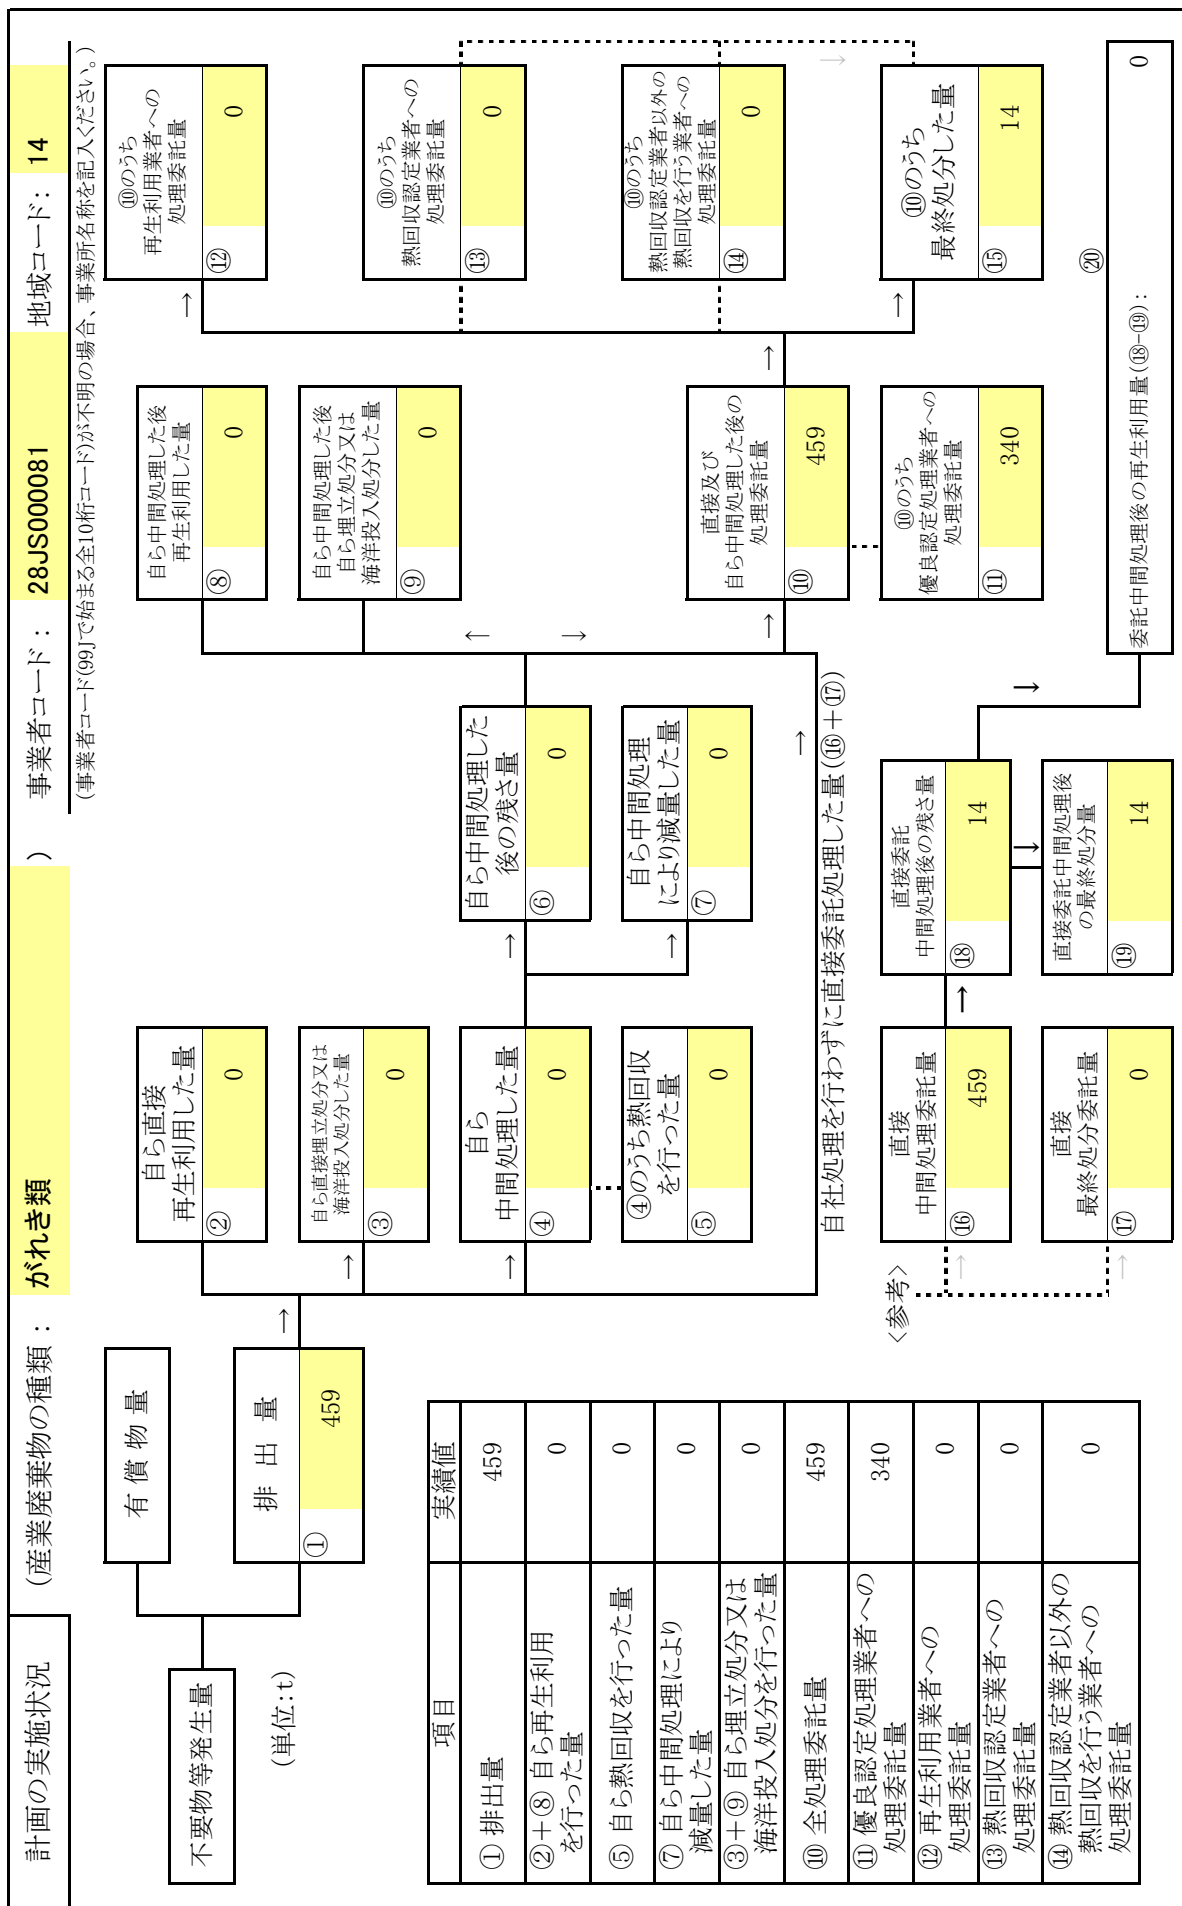 計画の実施状況
(産業廃棄物の種類： がれき類 )
事業者コード： 28JS000081 地域コード： 14
(事業者コード(99Jで始まる全10桁コード)が不明の場合、事業所名称を記入ください。)
不要物等発生量
(単位:t)
有 償 物 量
排 出 量
① 459
→
自ら直接
再生利用した量
② 0
→
自ら直接埋立処分又は
海洋投入処分した量
③ 0
→
自ら
中間処理した量
④ 0
④のうち熱回収
を行った量
⑤ 0
→
自ら中間処理した
後の残さ量
⑥ 0
→
自ら中間処理
により減量した量
⑦ 0
↑
↓
自ら中間処理した後
再生利用した量
⑧ 0
自ら中間処理した後
自ら埋立処分又は
海洋投入処分した量
⑨ 0
→
直接及び
自ら中間処理した後の
処理委託量
⑩ 459
⑩のうち
優良認定処理業者への
処理委託量
⑪ 340
→
→
⑩のうち
再生利用業者への
処理委託量
⑫ 0
⑩のうち
熱回収認定業者への
処理委託量
⑬ 0
⑩のうち
熱回収認定業者以外の
熱回収を行う業者への
処理委託量
⑭ 0
→
↓
⑩のうち
最終処分した量
⑮ 14
→
自社処理を行わずに直接委託処理した量(⑯＋⑰)
<参考>
→
直接
中間処理委託量
⑯ 459
→
直接
最終処分委託量
⑰ 0
→
直接委託
中間処理後の残さ量
⑱ 14
↓
直接委託中間処理後
の最終処分量
⑲ 14
↓
⑳
委託中間処理後の再生利用量(⑱-⑲)： 0
項目 実績値
① 排出量 459
②＋⑧ 自ら再生利用
を行った量 0
⑤ 自ら熱回収を行った量 0
⑦ 自ら中間処理により
減量した量 0
③＋⑨ 自ら埋立処分又は
海洋投入処分を行った量 0
⑩ 全処理委託量 459
⑪ 優良認定処理業者への
処理委託量 340
⑫ 再生利用業者への
処理委託量 0
⑬ 熱回収認定業者への
処理委託量 0
⑭ 熱回収認定業者以外の
熱回収を行う業者への
処理委託量 0